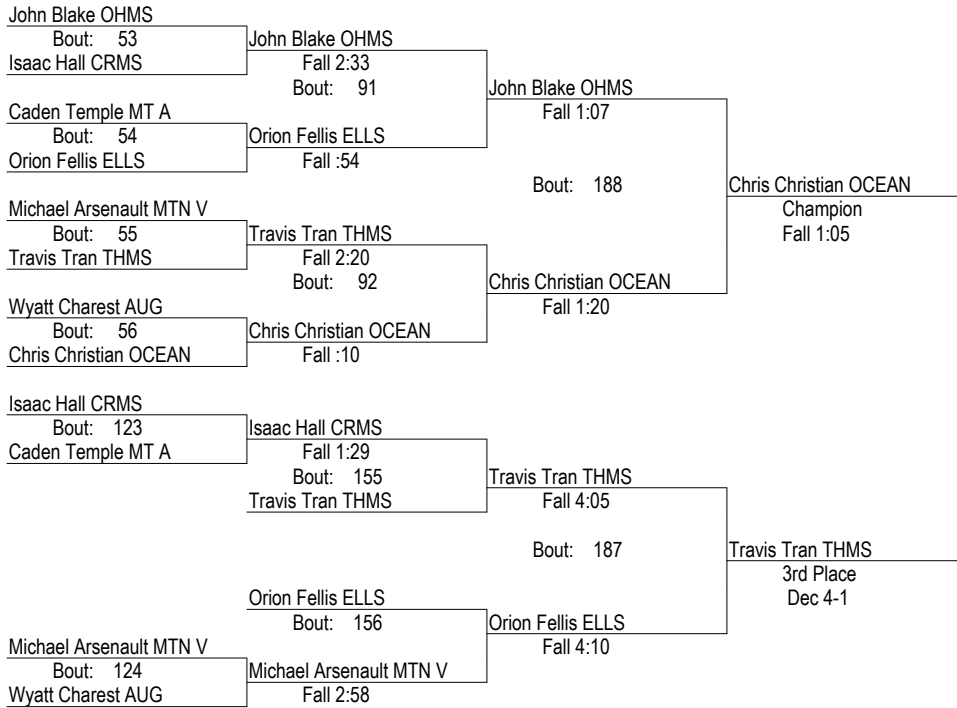 John Blake OHMS
Bout: 53
Isaac Hall CRMS
John Blake OHMS
Fall 2:33
Bout: 91
Caden Temple MT A
Bout: 54
Orion Fellis ELLS
Orion Fellis ELLS
Fall :54
John Blake OHMS
Fall 1:07
Bout: 188
Michael Arsenault MTN V
Bout: 55
Travis Tran THMS
Travis Tran THMS
Fall 2:20
Bout: 92
Wyatt Charest AUG
Bout: 56
Chris Christian OCEAN
Chris Christian OCEAN
Fall :10
Chris Christian OCEAN
Fall 1:20
Chris Christian OCEAN
Champion
Fall 1:05
Isaac Hall CRMS
Bout: 123
Caden Temple MT A
Isaac Hall CRMS
Fall 1:29
Bout: 155
Travis Tran THMS
Travis Tran THMS
Fall 4:05
Bout: 187
Orion Fellis ELLS
Bout: 156
Michael Arsenault MTN V
Bout: 124
Wyatt Charest AUG
Michael Arsenault MTN V
Fall 2:58
Orion Fellis ELLS
Fall 4:10
Travis Tran THMS
3rd Place
Dec 4-1